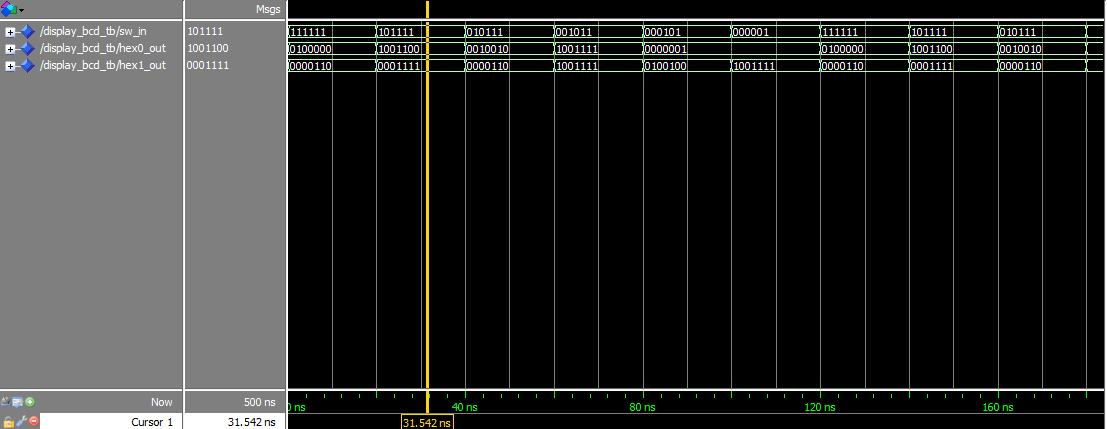 Msgs
/display_bcd_tb/sw_in 101111 111111 101111 010111 001011 000101 000001 111111 101111 010111
/display_bcd_tb/hex0_out 1001100 0100000 1001100 0010010 1001111 0000001 0100000 1001100 0010010
/display_bcd_tb/hex1_out 0001111 0000110 0001111 0000110 1001111 0100100 1001111 0000110 0001111 0000110
Now 500 ns ns 40 ns 80 ns 120 ns 160 ns
Cursor 1 31.542 ns 31.542 ns